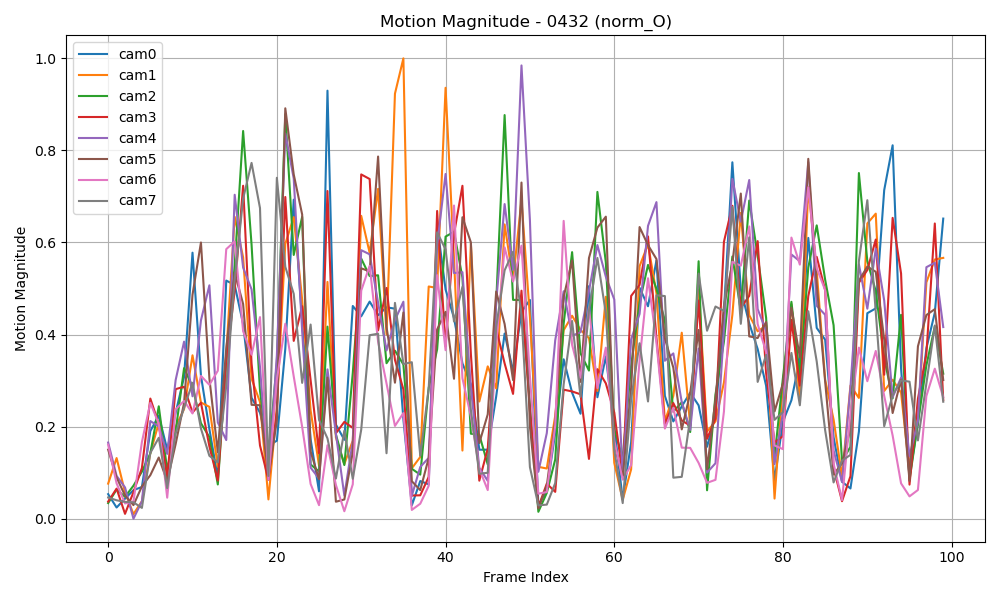 Motion Magnitude - 0432 (norm_O)
Motion Magnitude
1.0
0.8
0.6
0.4
0.2
0.0
cam0
cam1
cam2
cam3
cam4
cam5
cam6
cam7
0 20 40 60 80 100
Frame Index